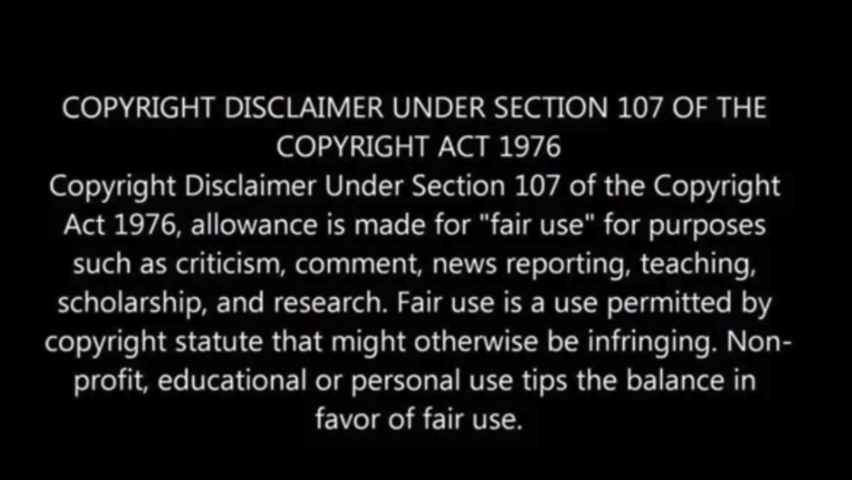 COPYRIGHT DISCLAIMER UNDER SECTION 107 OF THE
COPYRIGHT ACT 1976
Copyright Disclaimer Under Section 107 of the Copyright
Act 1976, allowance is made for "fair use" for purposes
such as criticism, comment, news reporting, teaching,
scholarship, and research. Fair use is a use permitted by
copyright statute that might otherwise be infringing. Non-
profit, educational or personal use tips the balance in
favor of fair use.